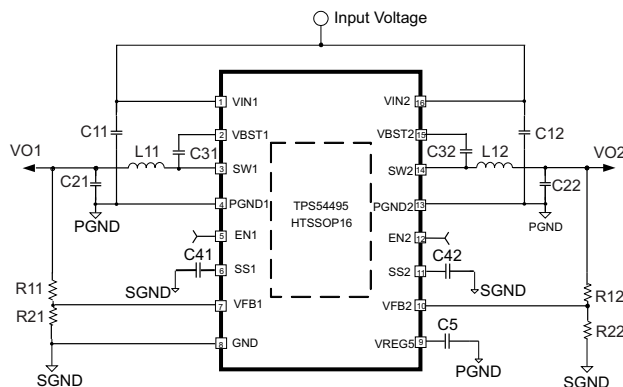 Input Voltage
1 VIN1
VIN2 16
C11
VBST1
2
VBST2 15
C12
VO1
L11
C31
C32
L12
VO2
3 SW1
SW2 14
C21
TPS54495
HTSSOP16
C22
4 PGND1
PGND2 13
PGND
PGND
5 EN1
EN2 12
C41
C42
6 SS1
SS2 11
R11
SGND
SGND
R12
7 VFB1
VFB2 10
R21
C5
R22
8 GND
VREG5 9
SGND
PGND
SGND